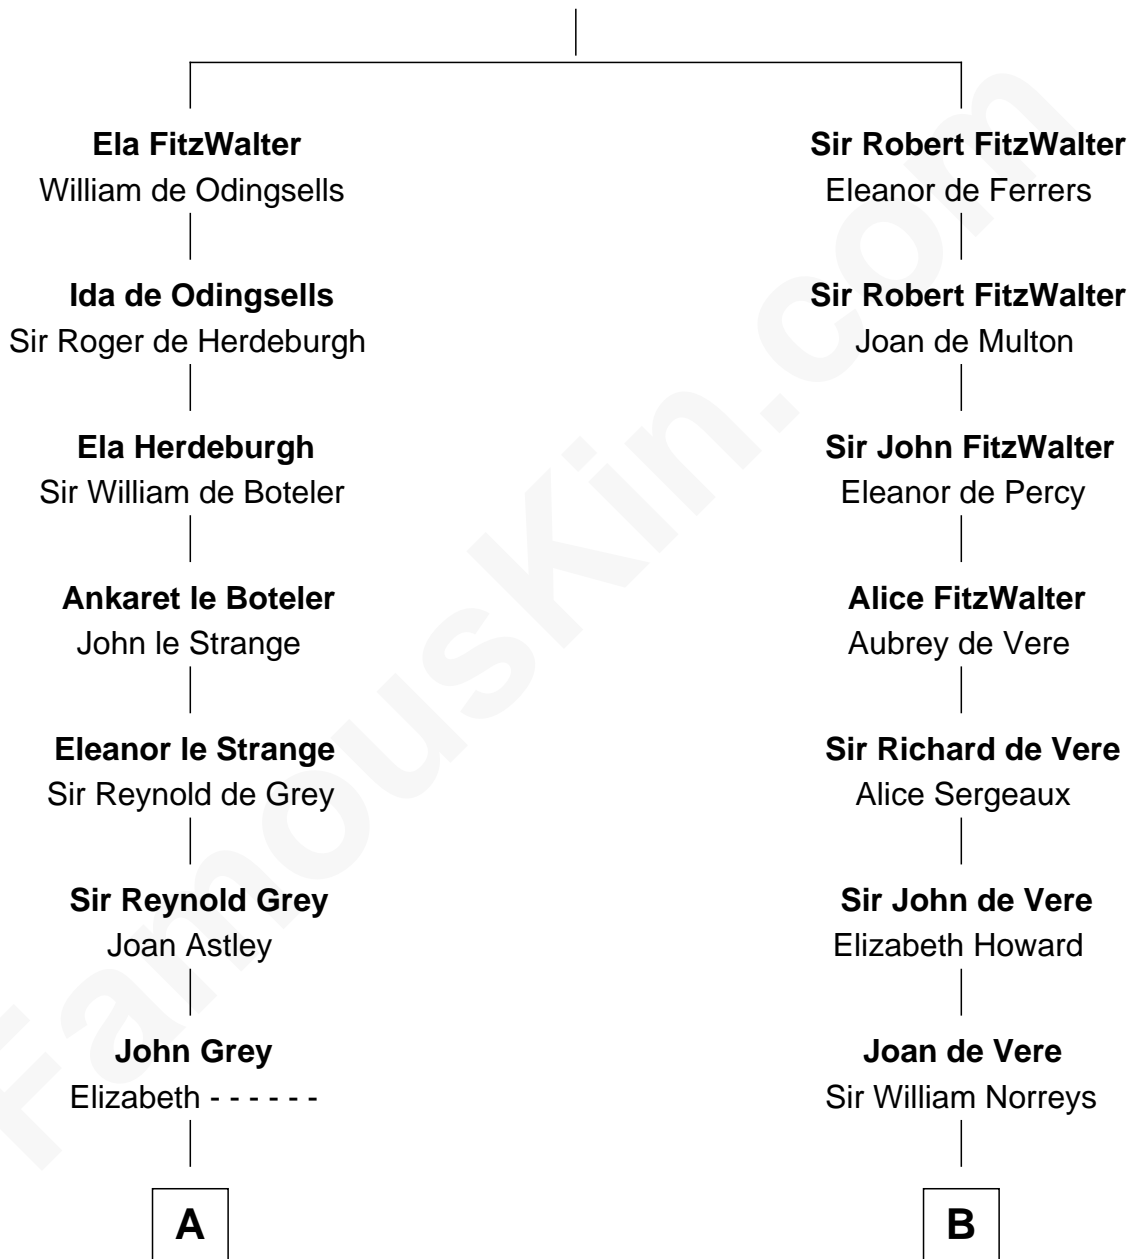 Ela FitzWalter
William de Odingsells
Ida de Odingsells
Sir Roger de Herdeburgh
Ela Herdeburgh
Sir William de Boteler
Ankaret le Boteler
John le Strange
Eleanor le Strange
Sir Reynold de Grey
Sir Reynold Grey
Joan Astley
John Grey
Elizabeth - - - - - -
A
Sir Robert FitzWalter
Eleanor de Ferrers
Sir Robert FitzWalter
Joan de Multon
Sir John FitzWalter
Eleanor de Percy
Alice FitzWalter
Aubrey de Vere
Sir Richard de Vere
Alice Sergeaux
Sir John de Vere
Elizabeth Howard
Joan de Vere
Sir William Norreys
B
FamousKin.com